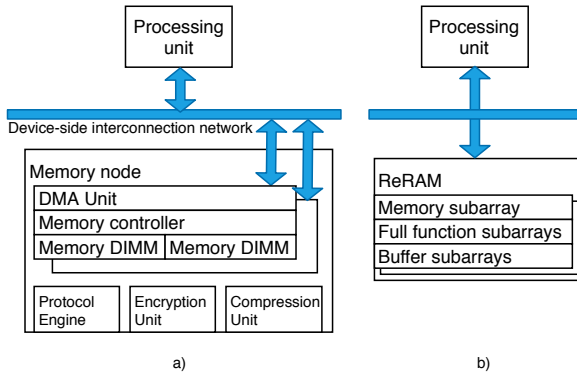 Processing
unit
Device-side interconnection network
Memory node
DMA Unit
Memory controller
Memory DIMM Memory DIMM
Protocol
Engine
Encryption
Unit
Compression
Unit
a)
Processing
unit
ReRAM
Memory subarray
Full function subarrays
Buffer subarrays
b)